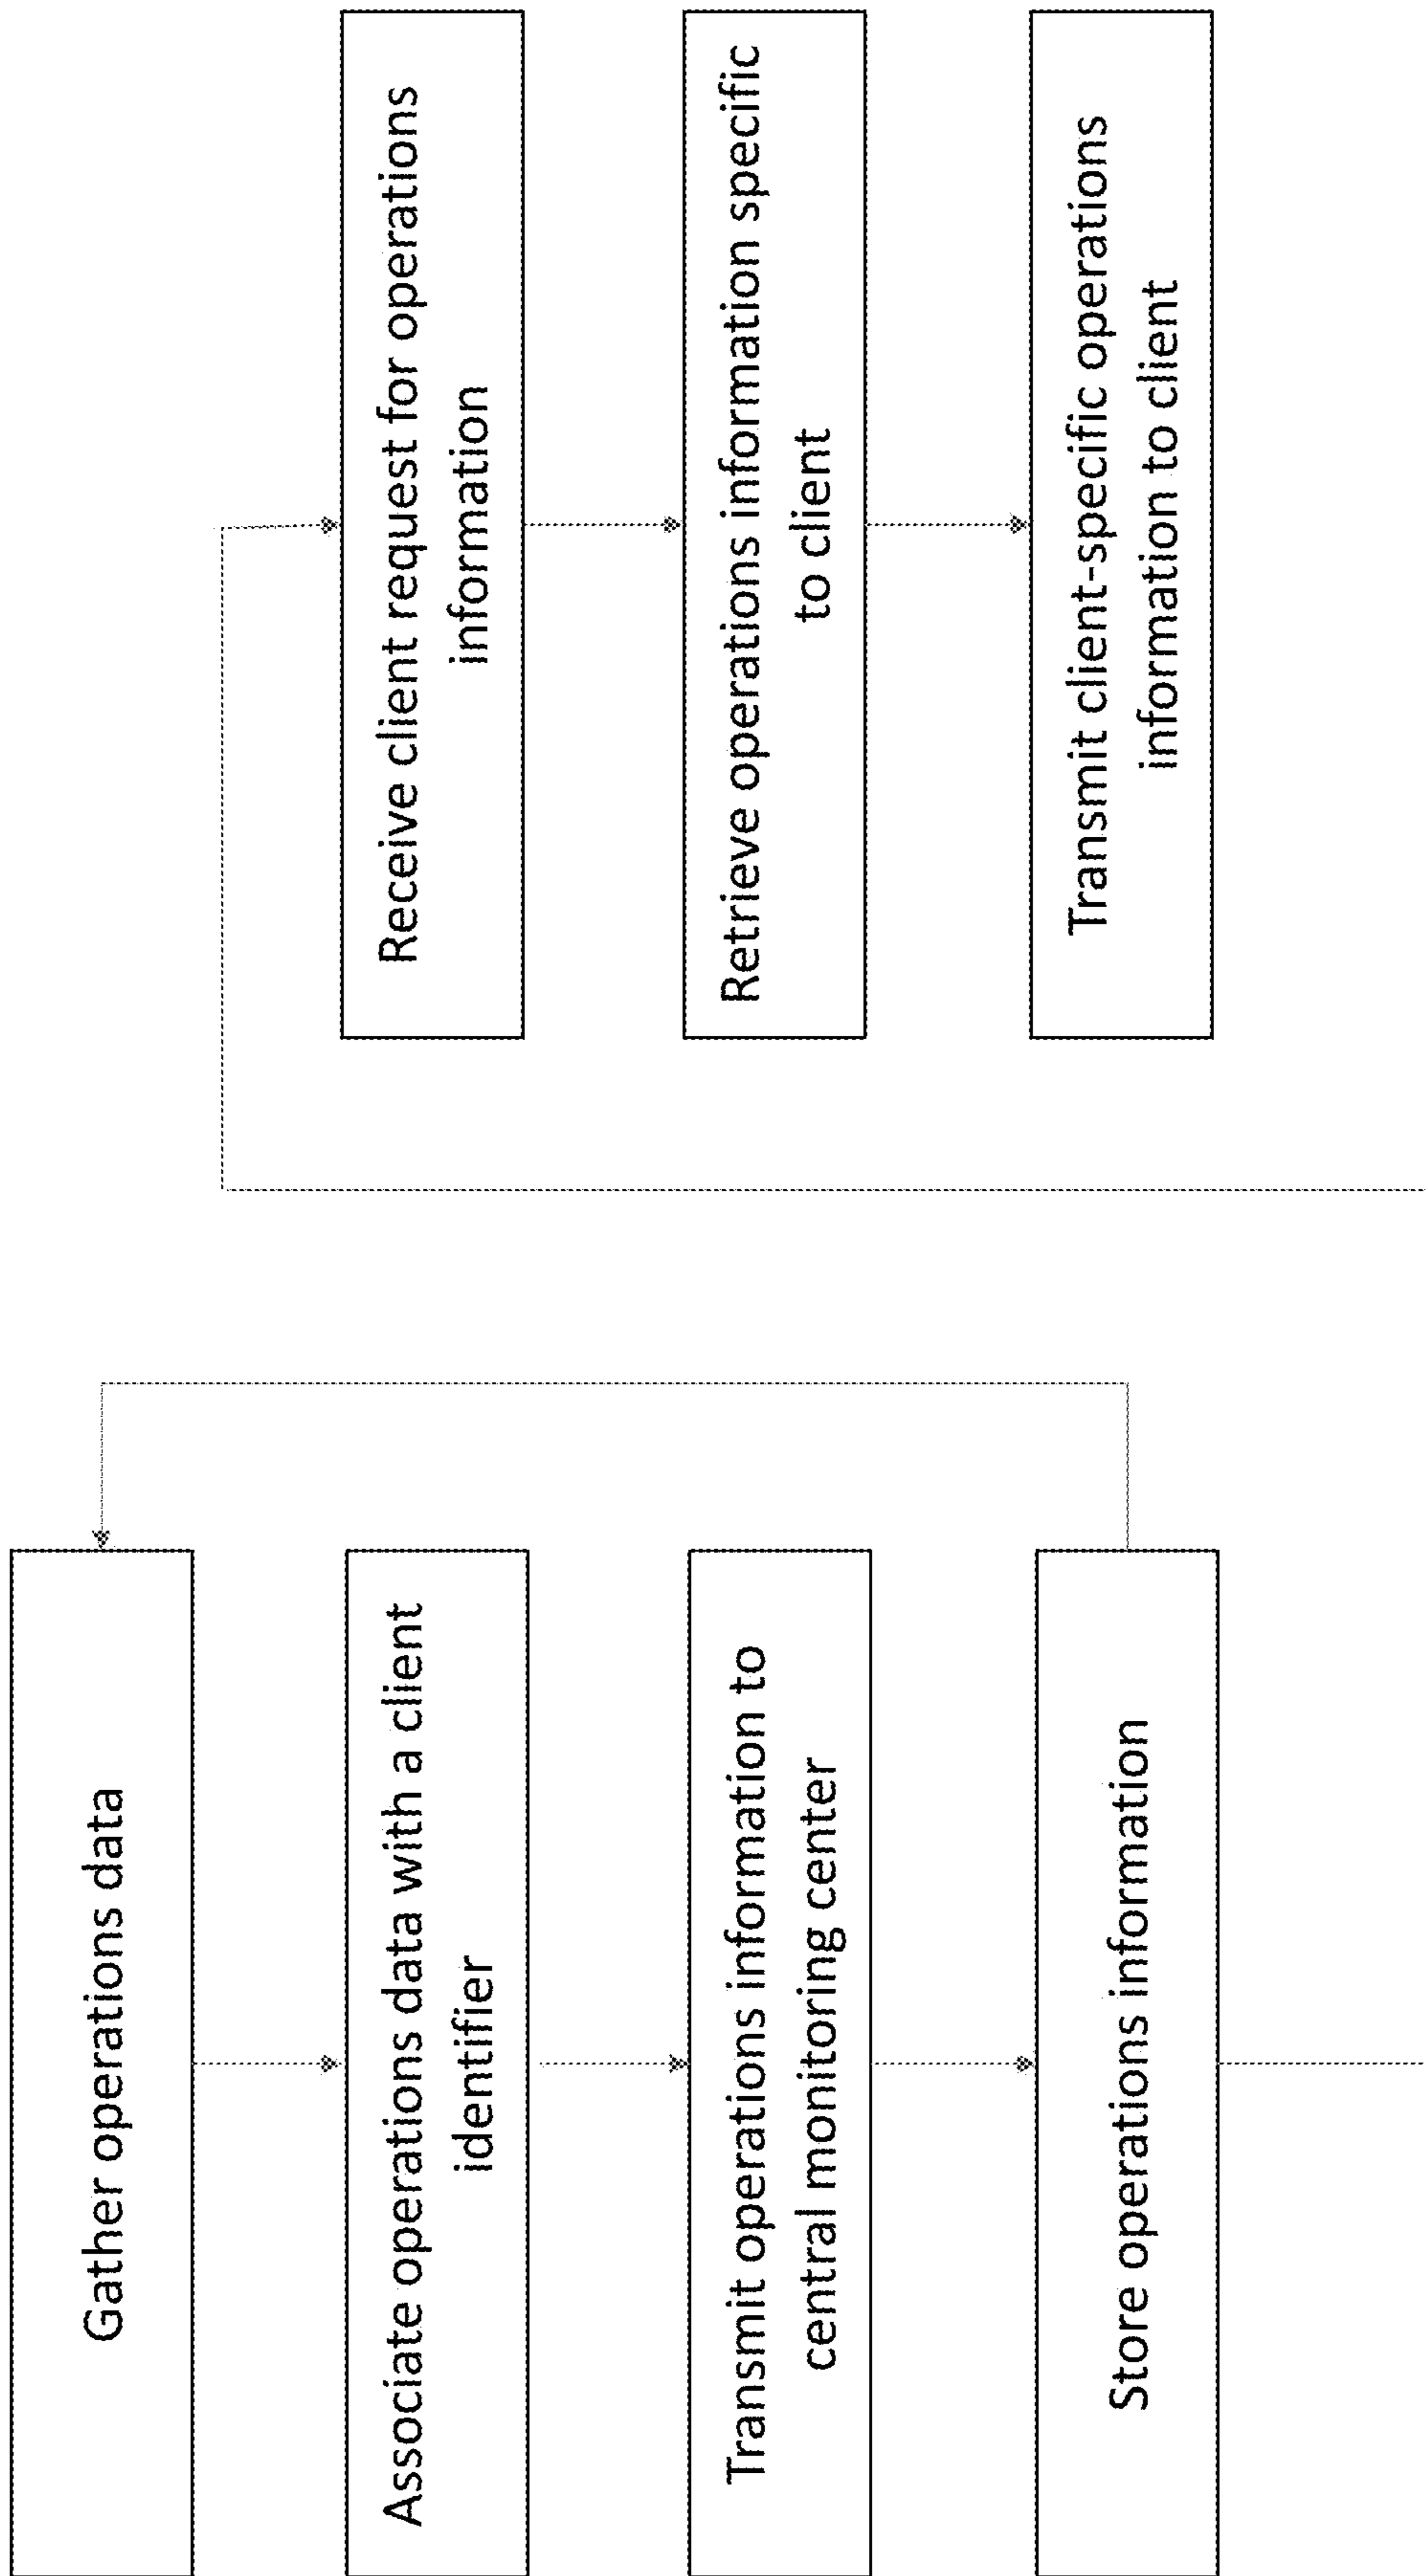 Gather operations data
Associate operations data with a client
identifier
Transmit operations information to
central monitoring center
Store operations information
Receive client request for operations
information
Retrieve operations information specific
to client
Transmit client-specific operations
information to client